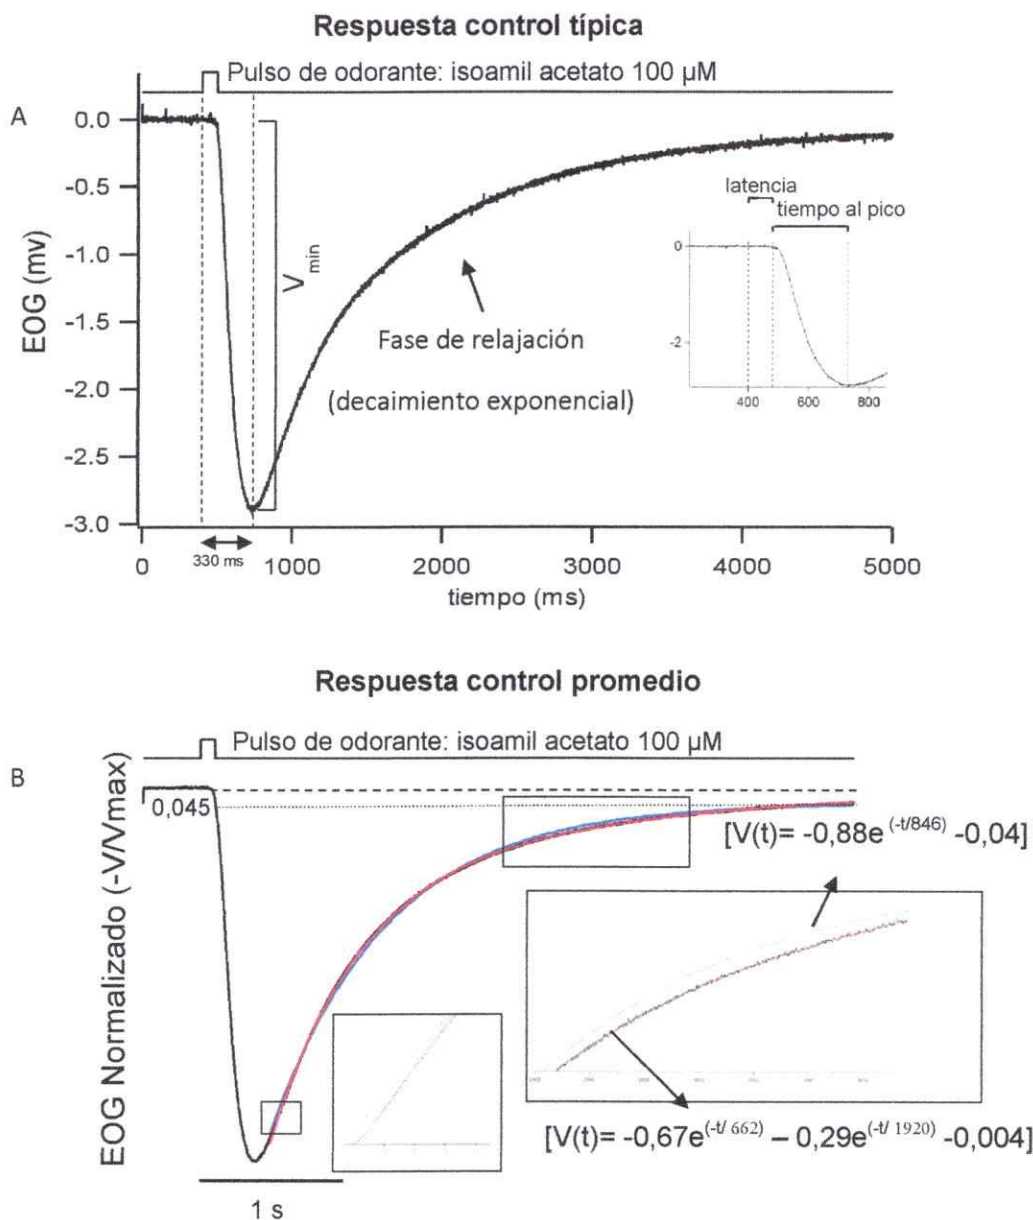 Respuesta control típica
Pulso de odorante: isoamil acetato 100 µM
A
0.0
-0.5
-1.0
-1.5
-2.0
-2.5
-3.0
EOG (mv)
V min
latencia
tiempo al pico
0
-2
400
600
800
Fase de relajación
(decaimiento exponencial)
330 ms
0
1000
2000
3000
4000
5000
tiempo (ms)
Respuesta control promedio
Pulso de odorante: isoamil acetato 100 µM
B
EOG Normalizado (-V/Vmax)
0,045
[V(t)= -0,88e(-t/846) -0,04]
[V(t)= -0,67e(-t/ 662) – 0,29e(-t/ 1920) -0,004]
1 s